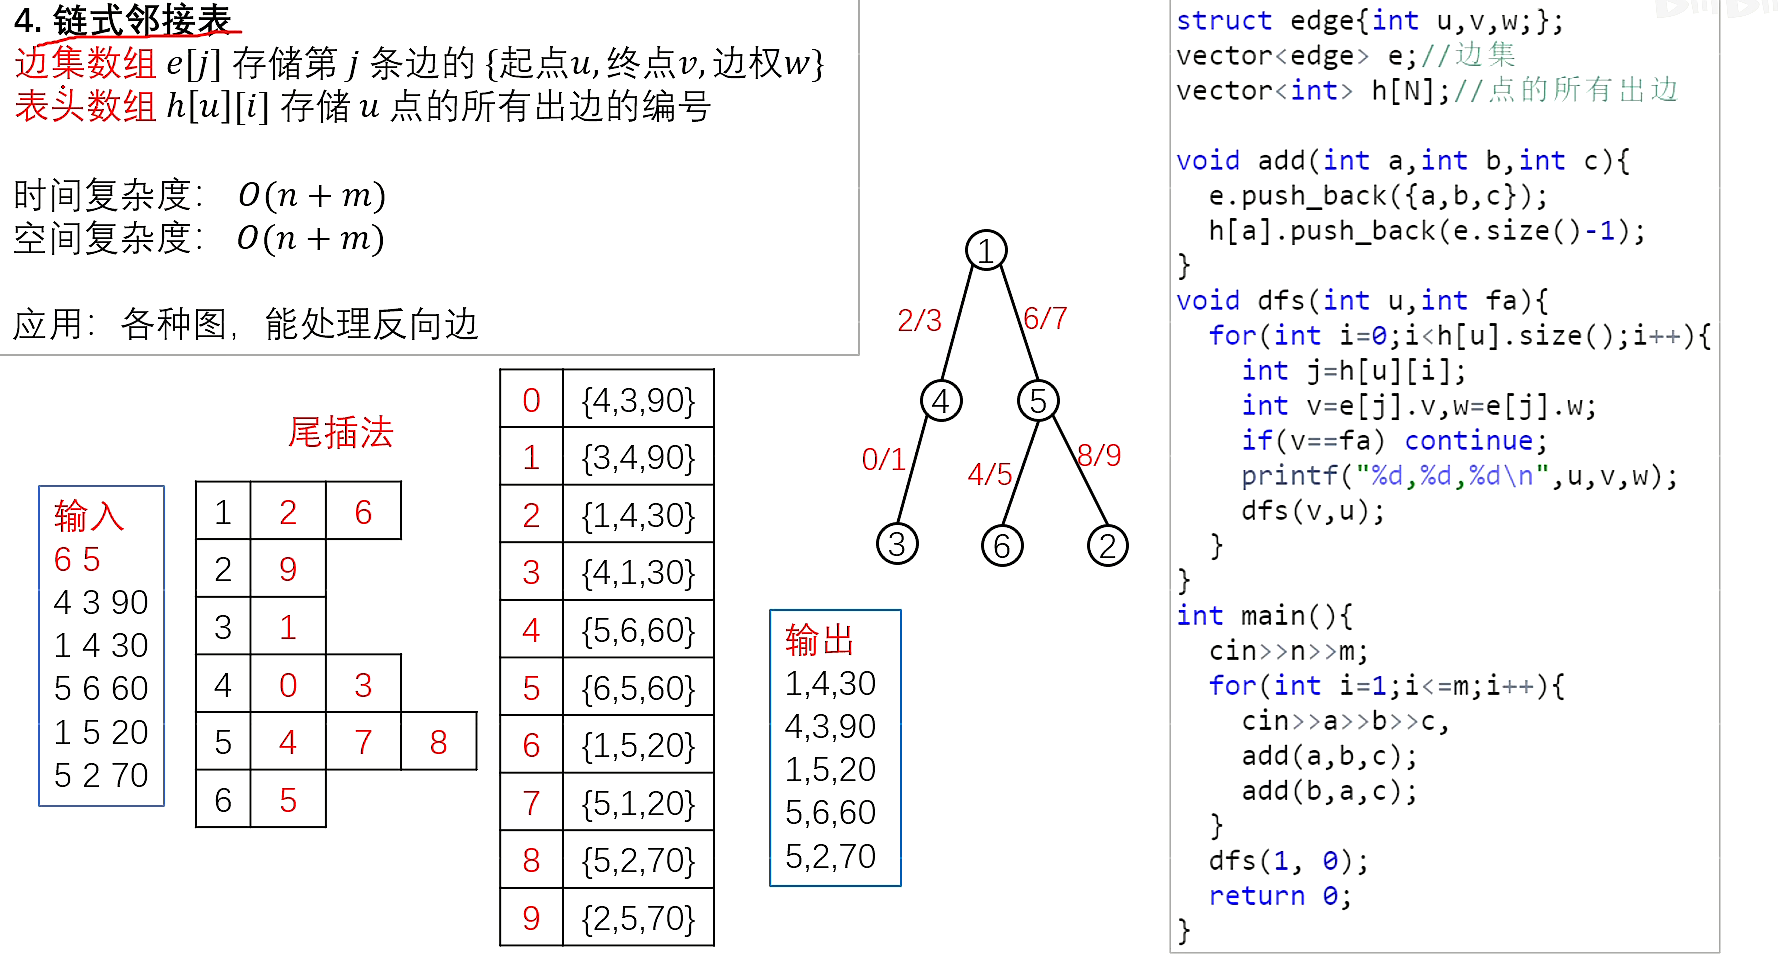 4. 链式邻接表
边集数组 e[j] 存储第 j 条边的 {起点u, 终点v, 边权w}
表头数组 h[u][i] 存储 u 点的所有出边的编号
时间复杂度： O(n + m)
空间复杂度： O(n + m)
应用：各种图，能处理反向边
尾插法
输入
6 5
4 3 90
1 4 30
5 6 60
1 5 20
5 2 70
1 2 6
2 9
3 1
4 0 3
5 4 7 8
6 5
0 {4,3,90}
1 {3,4,90}
2 {1,4,30}
3 {4,1,30}
4 {5,6,60}
5 {6,5,60}
6 {1,5,20}
7 {5,1,20}
8 {5,2,70}
9 {2,5,70}
1
2/3 6/7
4 5
0/1 4/5 8/9
3 6 2
输出
1,4,30
4,3,90
1,5,20
5,6,60
5,2,70
struct edge{int u,v,w;};
vector<edge> e;//边集
vector<int> h[N];//点的所有出边
void add(int a,int b,int c){
e.push_back({a,b,c});
h[a].push_back(e.size()-1);
}
void dfs(int u,int fa){
for(int i=0;i<h[u].size();i++){
int j=h[u][i];
int v=e[j].v,w=e[j].w;
if(v==fa) continue;
printf("%d,%d,%d\n",u,v,w);
dfs(v,u);
}
}
int main(){
cin>>n>>m;
for(int i=1;i<=m;i++){
cin>>a>>b>>c,
add(a,b,c);
add(b,a,c);
}
dfs(1, 0);
return 0;
}